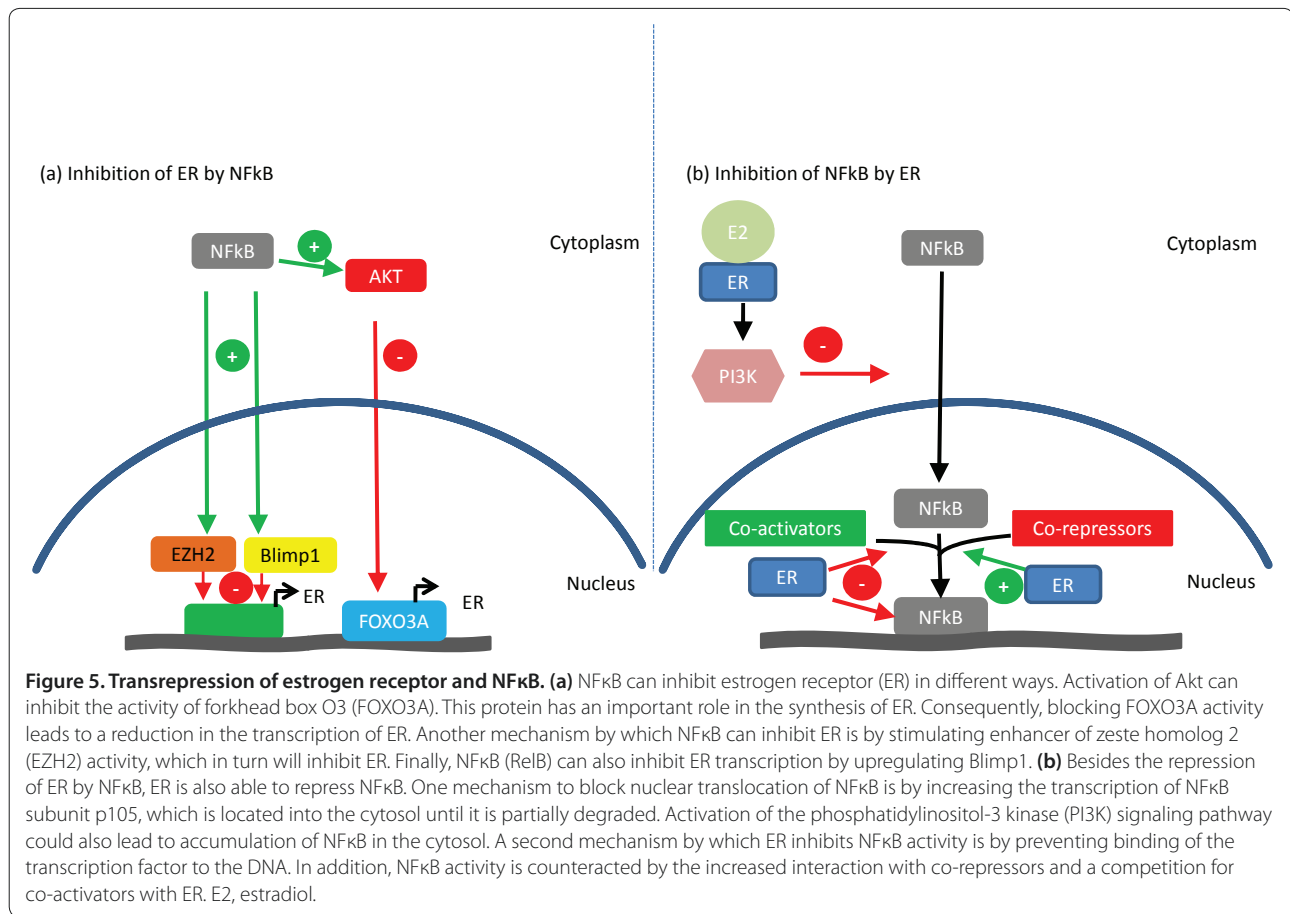 (a) Inhibition of ER by NFkB
NFkB
+
AKT
Cytoplasm
+
-
EZH2
Blimp1
-
ER
Nucleus
FOXO3A
ER
(b) Inhibition of NFkB by ER
E2
ER
PI3K
-
NFkB
Cytoplasm
NFkB
Co-activators
Co-repressors
ER
-
+
ER
Nucleus
NFkB
Figure 5. Transrepression of estrogen receptor and NFκB. (a) NFκB can inhibit estrogen receptor (ER) in different ways. Activation of Akt can
inhibit the activity of forkhead box O3 (FOXO3A). This protein has an important role in the synthesis of ER. Consequently, blocking FOXO3A activity
leads to a reduction in the transcription of ER. Another mechanism by which NFκB can inhibit ER is by stimulating enhancer of zeste homolog 2
(EZH2) activity, which in turn will inhibit ER. Finally, NFκB (RelB) can also inhibit ER transcription by upregulating Blimp1. (b) Besides the repression
of ER by NFκB, ER is also able to repress NFκB. One mechanism to block nuclear translocation of NFκB is by increasing the transcription of NFκB
subunit p105, which is located into the cytosol until it is partially degraded. Activation of the phosphatidylinositol-3 kinase (PI3K) signaling pathway
could also lead to accumulation of NFκB in the cytosol. A second mechanism by which ER inhibits NFκB activity is by preventing binding of the
transcription factor to the DNA. In addition, NFκB activity is counteracted by the increased interaction with co-repressors and a competition for
co-activators with ER. E2, estradiol.